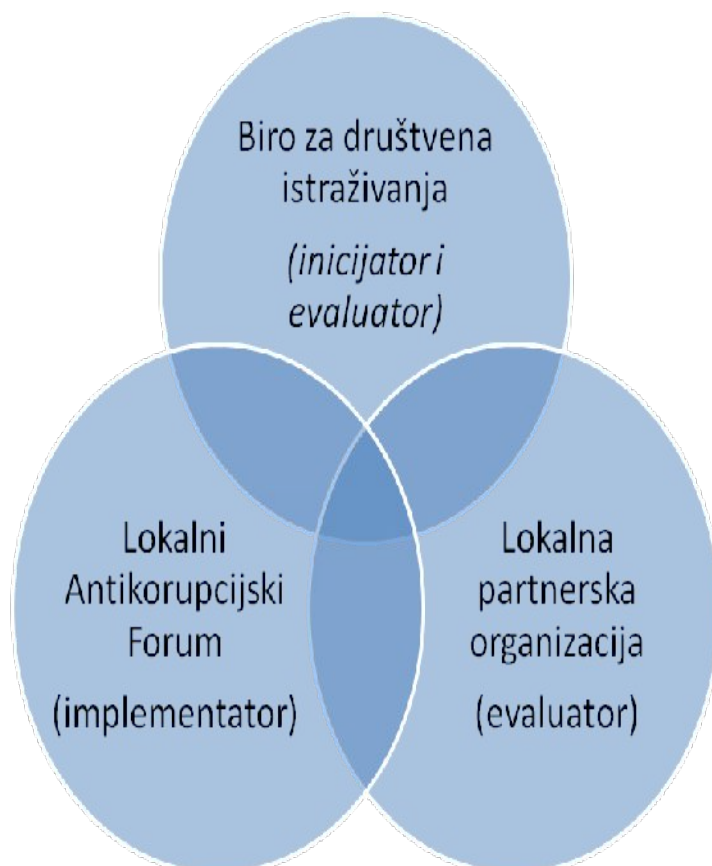 Biro za društvena
istraživanja
(inicijator i
evaluator)
Lokalni
Antikorupcijski
Forum
(implementator)
Lokalna
partnerska
organizacija
(evaluator)